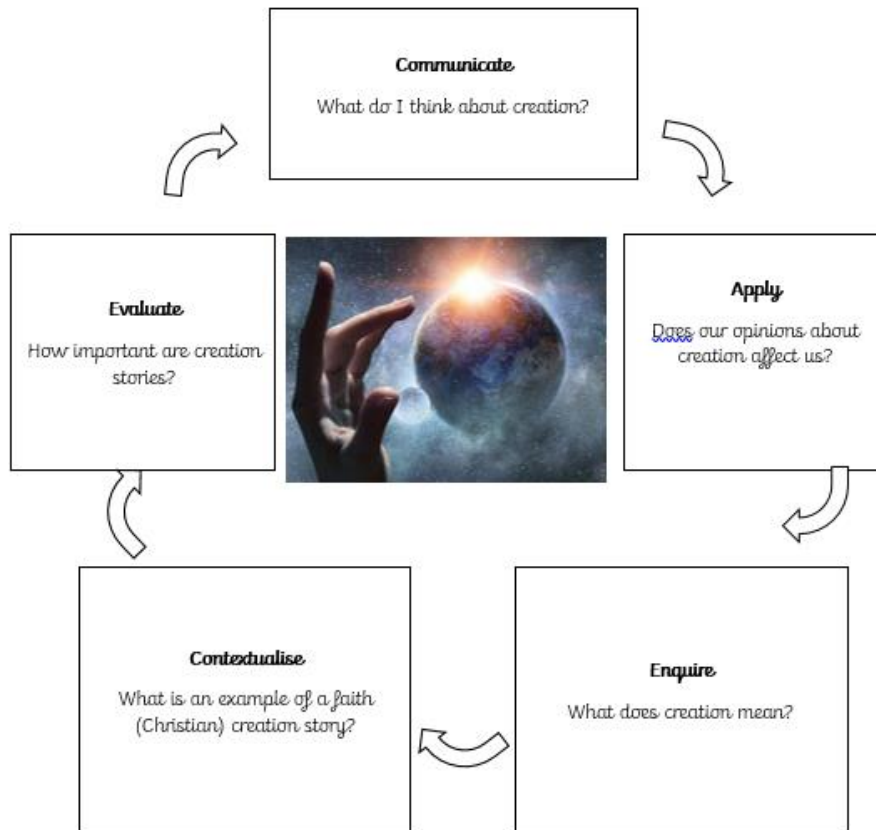 Communicate
What do I think about creation?
Apply
Does our opinions about
creation affect us?
Enquire
What does creation mean?
Contextualise
What is an example of a faith
(Christian) creation story?
Evaluate
How important are creation
stories?